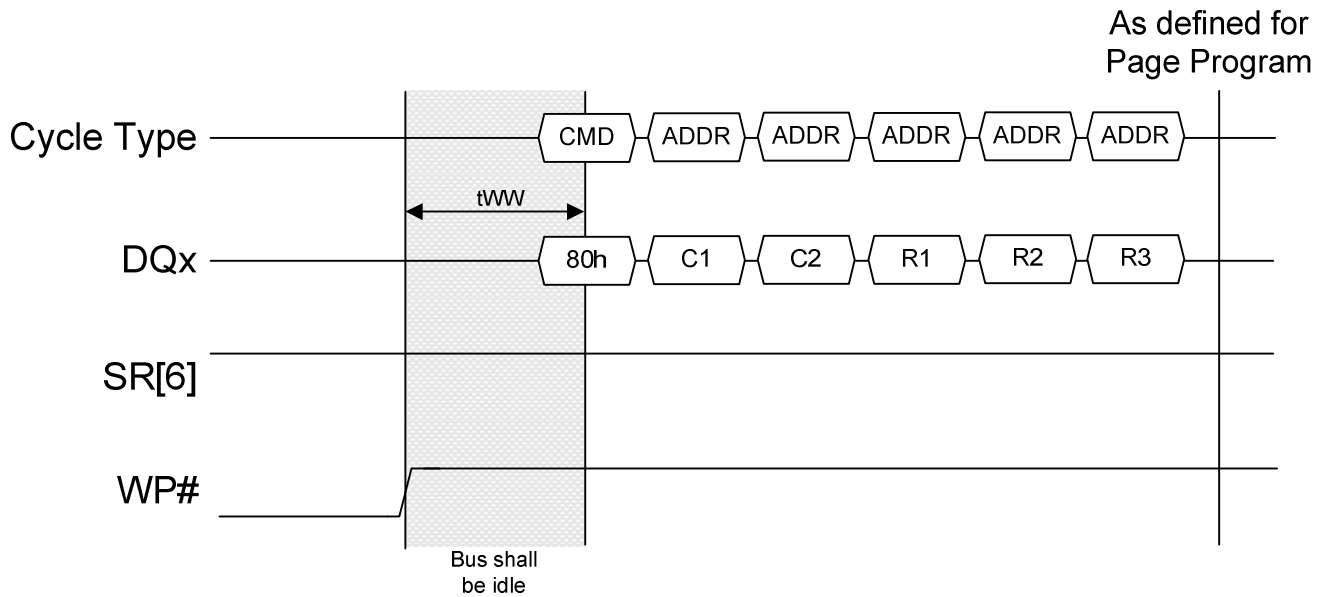 As defined for
Page Program
Cycle Type CMD ADDR ADDR ADDR ADDR ADDR
tWW
DQx 80h C1 C2 R1 R2 R3
SR[6]
WP#
Bus shall
be idle